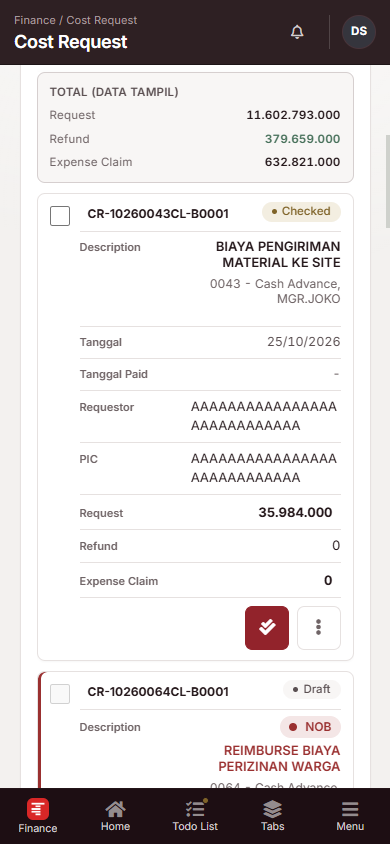 Finance / Cost Request
Cost Request
DS
TOTAL (DATA TAMPIL)
Request 11.602.793.000
Refund 379.659.000
Expense Claim 632.821.000
CR-10260043CL-B0001 Checked
Description BIAYA PENGIRIMAN
MATERIAL KE SITE
0043 - Cash Advance,
MGR.JOKO
Tanggal 25/10/2026
Tanggal Paid -
Requestor AAAAAAAAAAAAAAAA
AAAAAAAAAAAA
PIC AAAAAAAAAAAAAAAA
AAAAAAAAAAAA
Request 35.984.000
Refund 0
Expense Claim 0
CR-10260064CL-B0001 Draft
Description NOB
REIMBURSE BIAYA
PERIZINAN WARGA
0064 - Cash Advance,
Finance Home Todo List Tabs Menu